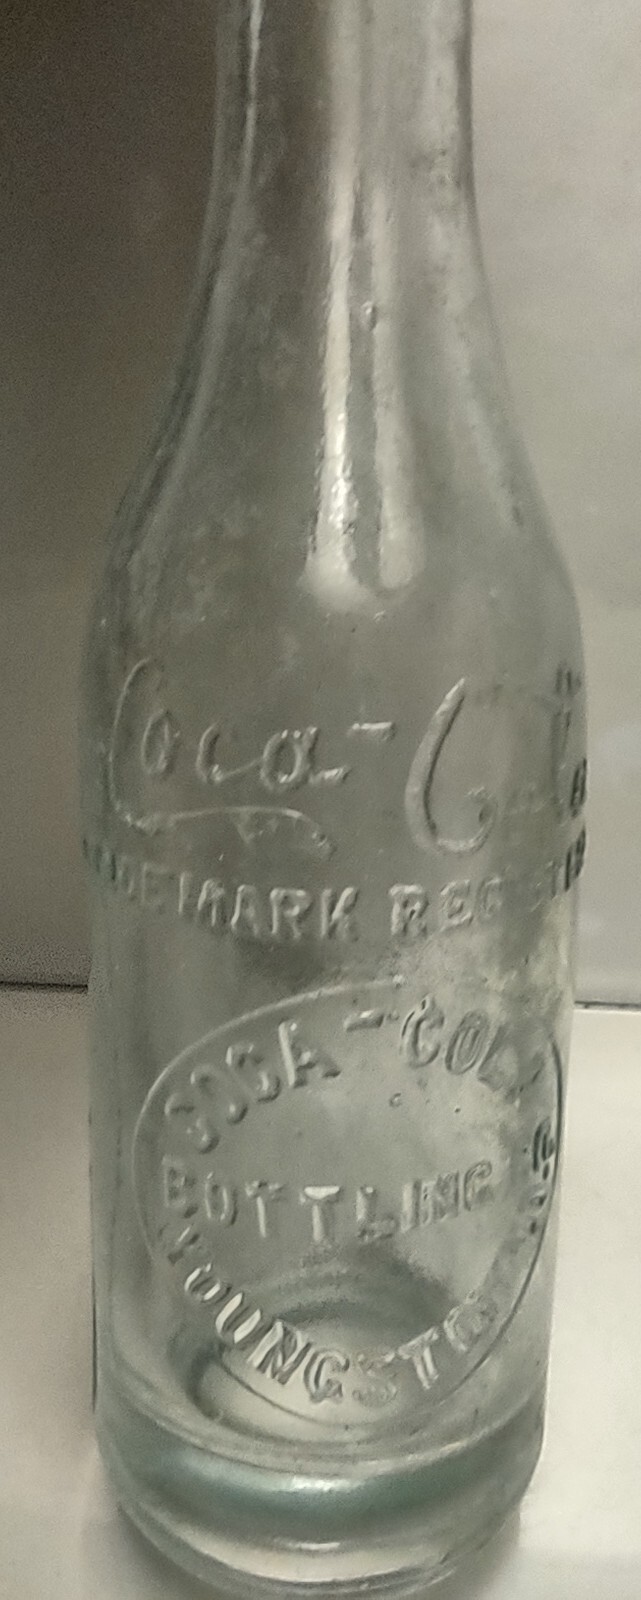 Coca-Cola
TRADEMARK REGISTERED
COCA-COLA
BOTTLING Co.
YOUNGSTOWN, O.